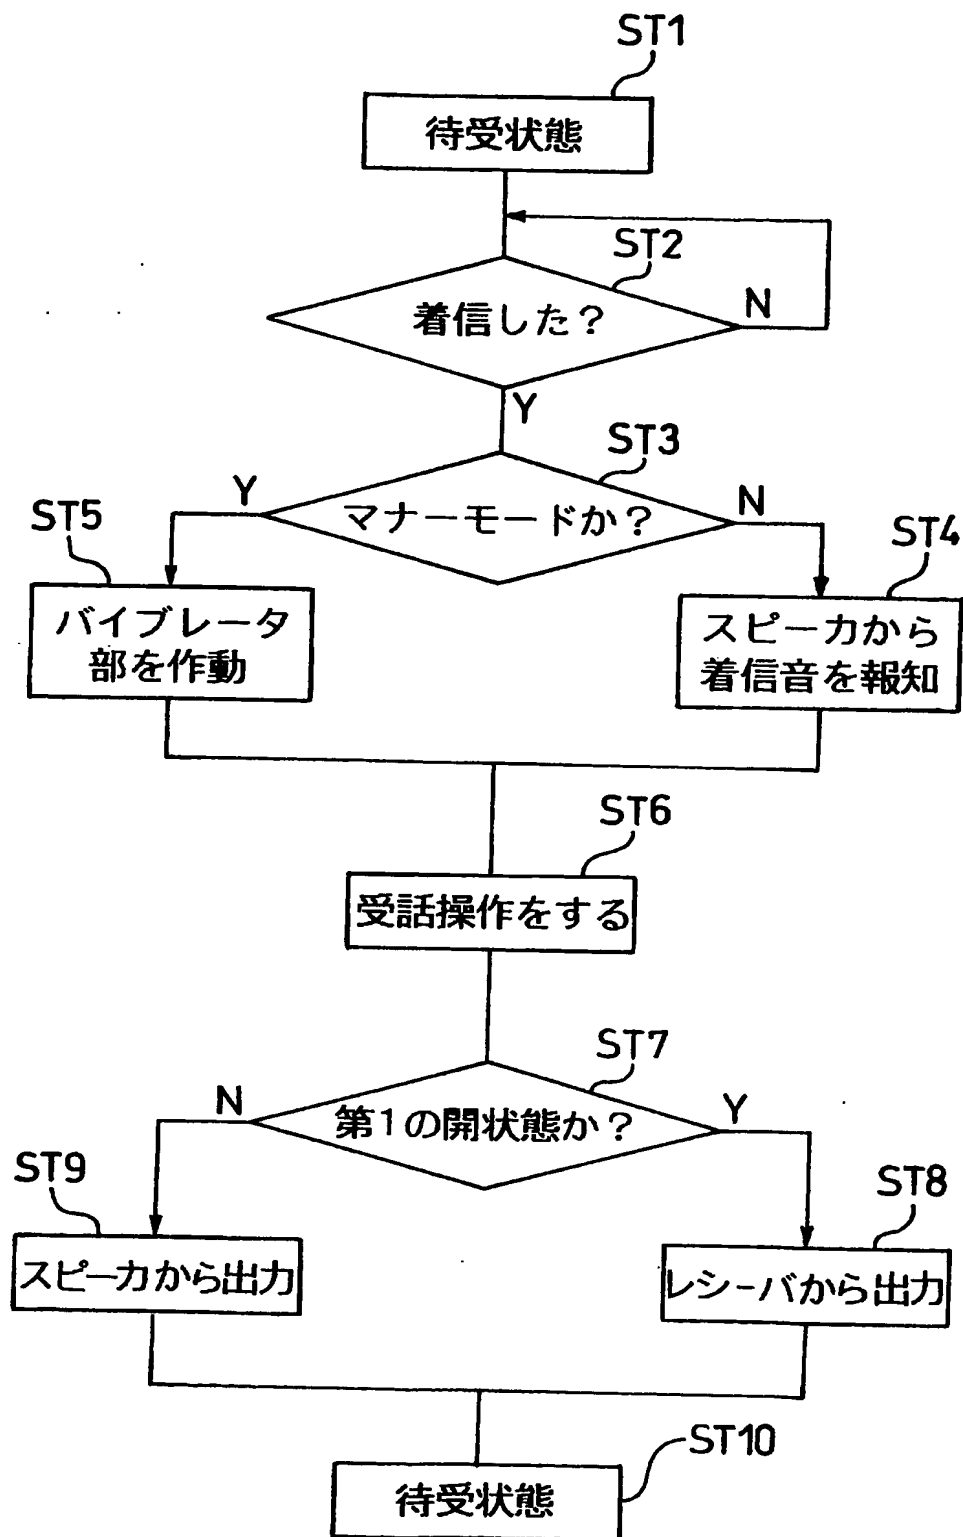 ST1
待受状態
ST2
着信した？
N
Y
ST3
マナーモードか？
Y
N
ST5
ST4
バイブレータ
部を作動
スピーカから
着信音を報知
ST6
受話操作をする
ST7
第1の開状態か？
N
Y
ST9
ST8
スピーカから出力
レシーバから出力
ST10
待受状態